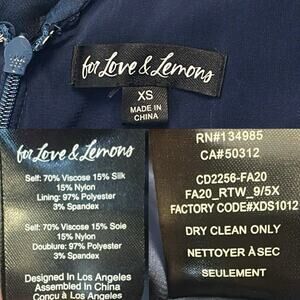 for Love & Lemons
XS
MADE IN
CHINA
for Love & Lemons
Self: 70% Viscose 15% Silk
15% Nylon
Lining: 97% Polyester
3% Spandex
Self: 70% Viscose 15% Soie
15% Nylon
Doublure: 97% Polyester
3% Spandex
Designed In Los Angeles
Assembled In China
Conçu à Los Angeles
RN#134985
CA#50312
CD2256-FA20
FA20_RTW_9/5X
FACTORY CODE#XDS1012
DRY CLEAN ONLY
NETTOYER À SEC
SEULEMENT